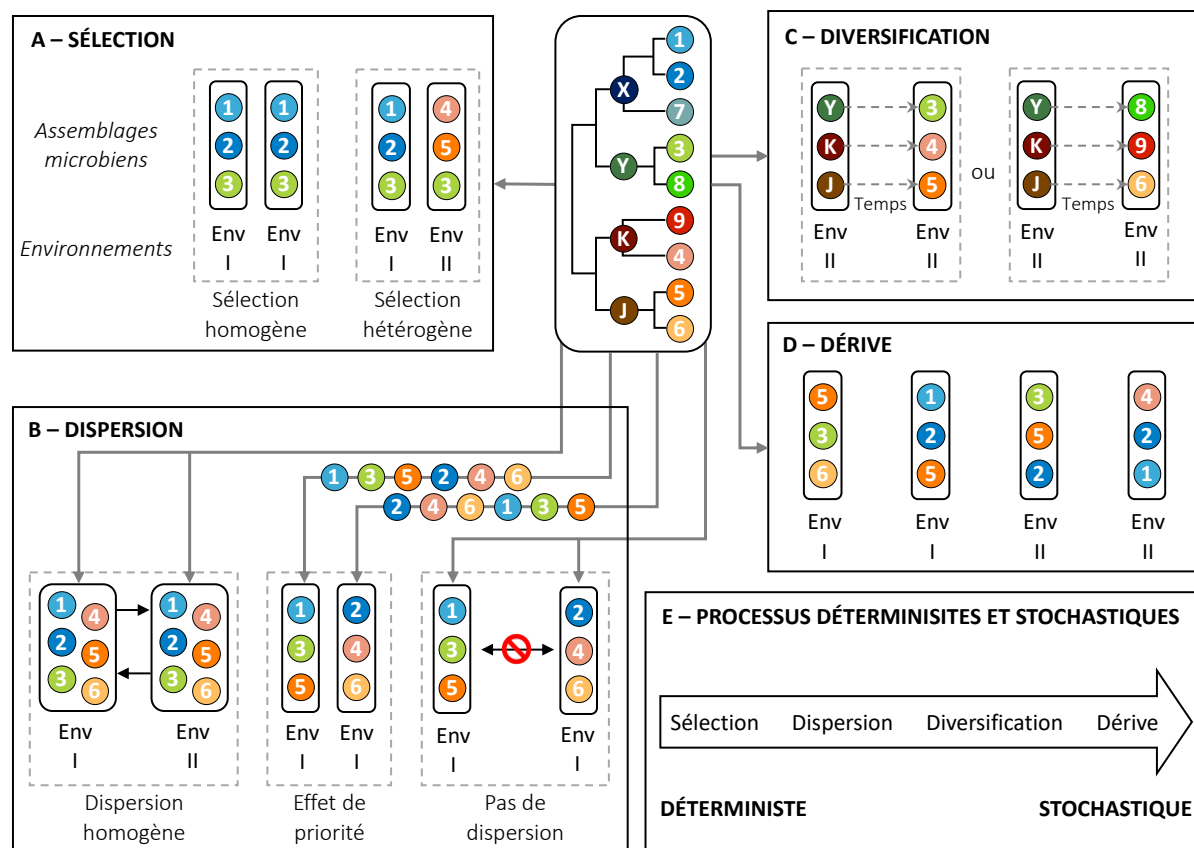 A – SÉLECTION
Assemblages
microbiens
Environnements
1 1
2 2
3 3
Env Env
I I
Sélection
homogène
1 4
2 5
3 3
Env Env
I II
Sélection
hétérogène
1
2
X
7
3
Y
8
9
K
4
5
J
6
C – DIVERSIFICATION
Y 3
K 4
J 5
Temps
Env Env
II II
ou
Y 8
K 9
J 6
Temps
Env Env
II II
D – DÉRIVE
5 1 3 4
3 2 5 2
6 5 2 1
Env Env Env Env
I I II II
B – DISPERSION
1 3 5 2 4 6
2 4 6 1 3 5
1 4 1 4
2 5 2 5
3 6 3 6
Env Env
I II
Dispersion
homogène
1 2
3 4
5 6
Env Env
I I
Effet de
priorité
1 2
3 4
5 6
Env Env
I I
Pas de
dispersion
E – PROCESSUS DÉTERMINISITES ET STOCHASTIQUES
Sélection Dispersion Diversification Dérive
DÉTERMINISTE STOCHASTIQUE